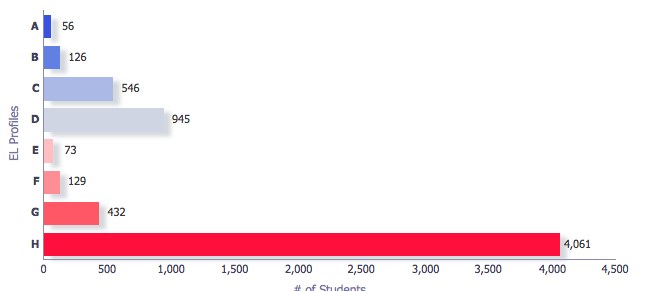 A 56
B 126
C 546
D 945
E 73
F 129
G 432
H 4,061
EL Profiles
0 500 1,000 1,500 2,000 2,500 3,000 3,500 4,000 4,500
# of Students